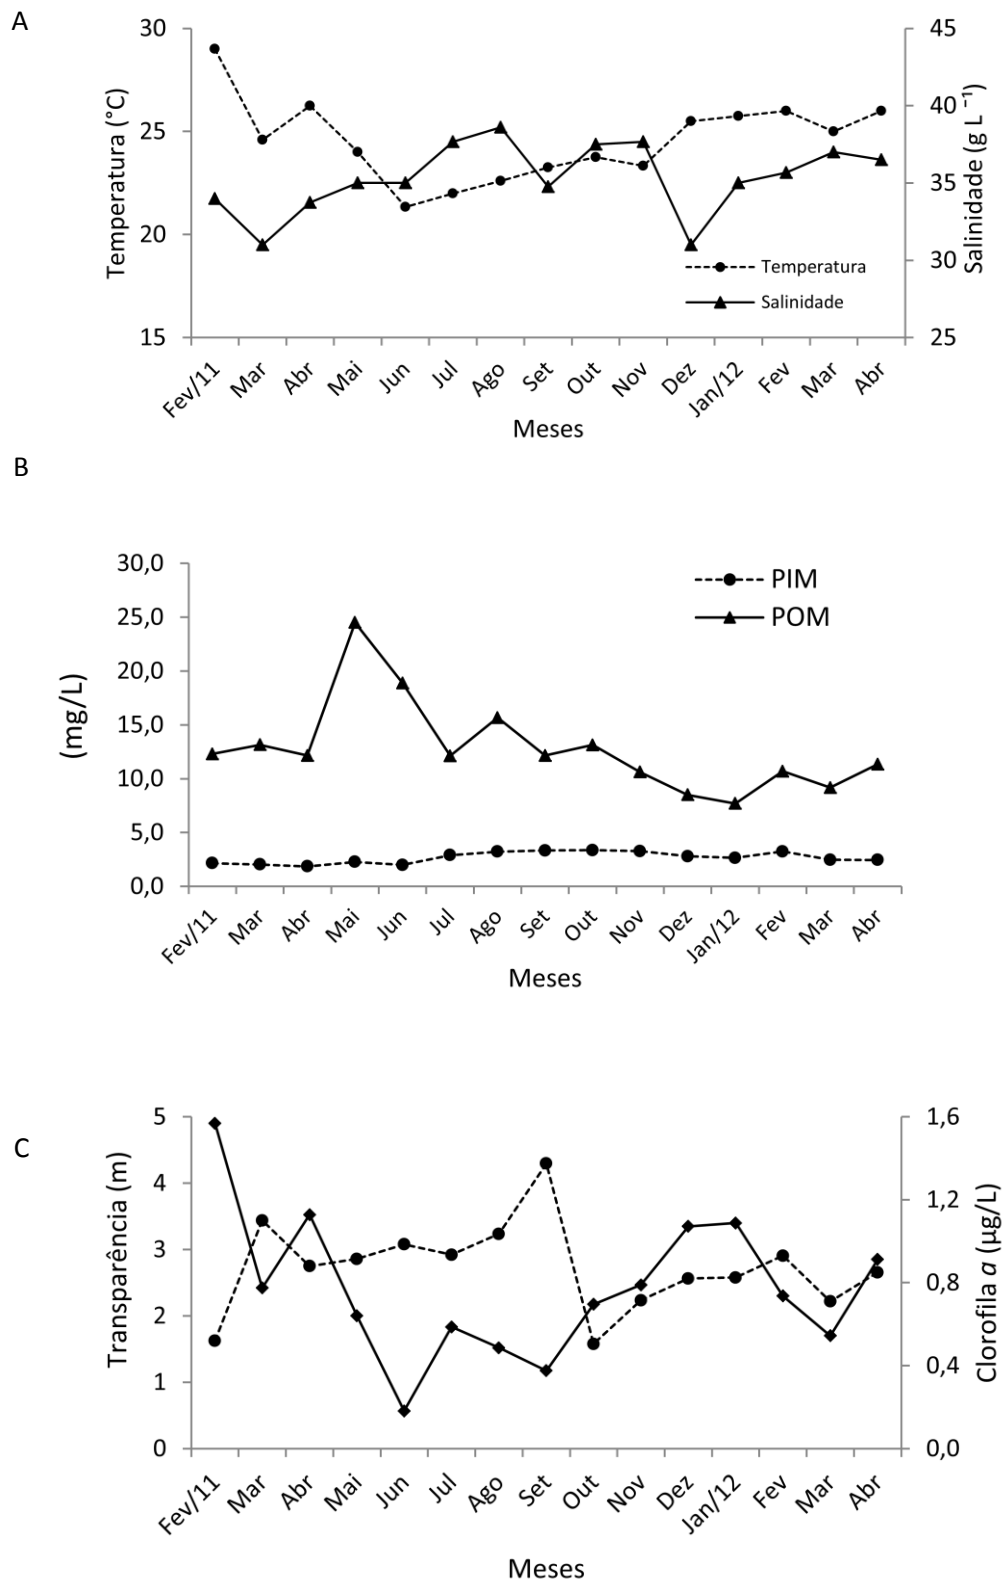 A
30
25
20
15
Temperatura (°C)
45
40
35
30
25
Salinidade (g L⁻¹)
Temperatura
Salinidade
Fev/11 Mar Abr Mai Jun Jul Ago Set Out Nov Dez Jan/12 Fev Mar Abr
Meses
B
30,0
25,0
20,0
15,0
10,0
5,0
0,0
(mg/L)
PIM
POM
Fev/11 Mar Abr Mai Jun Jul Ago Set Out Nov Dez Jan/12 Fev Mar Abr
Meses
C
5
4
3
2
1
0
Transparência (m)
1,6
1,2
0,8
0,4
0,0
Clorofila a (µg/L)
Fev/11 Mar Abr Mai Jun Jul Ago Set Out Nov Dez Jan/12 Fev Mar Abr
Meses